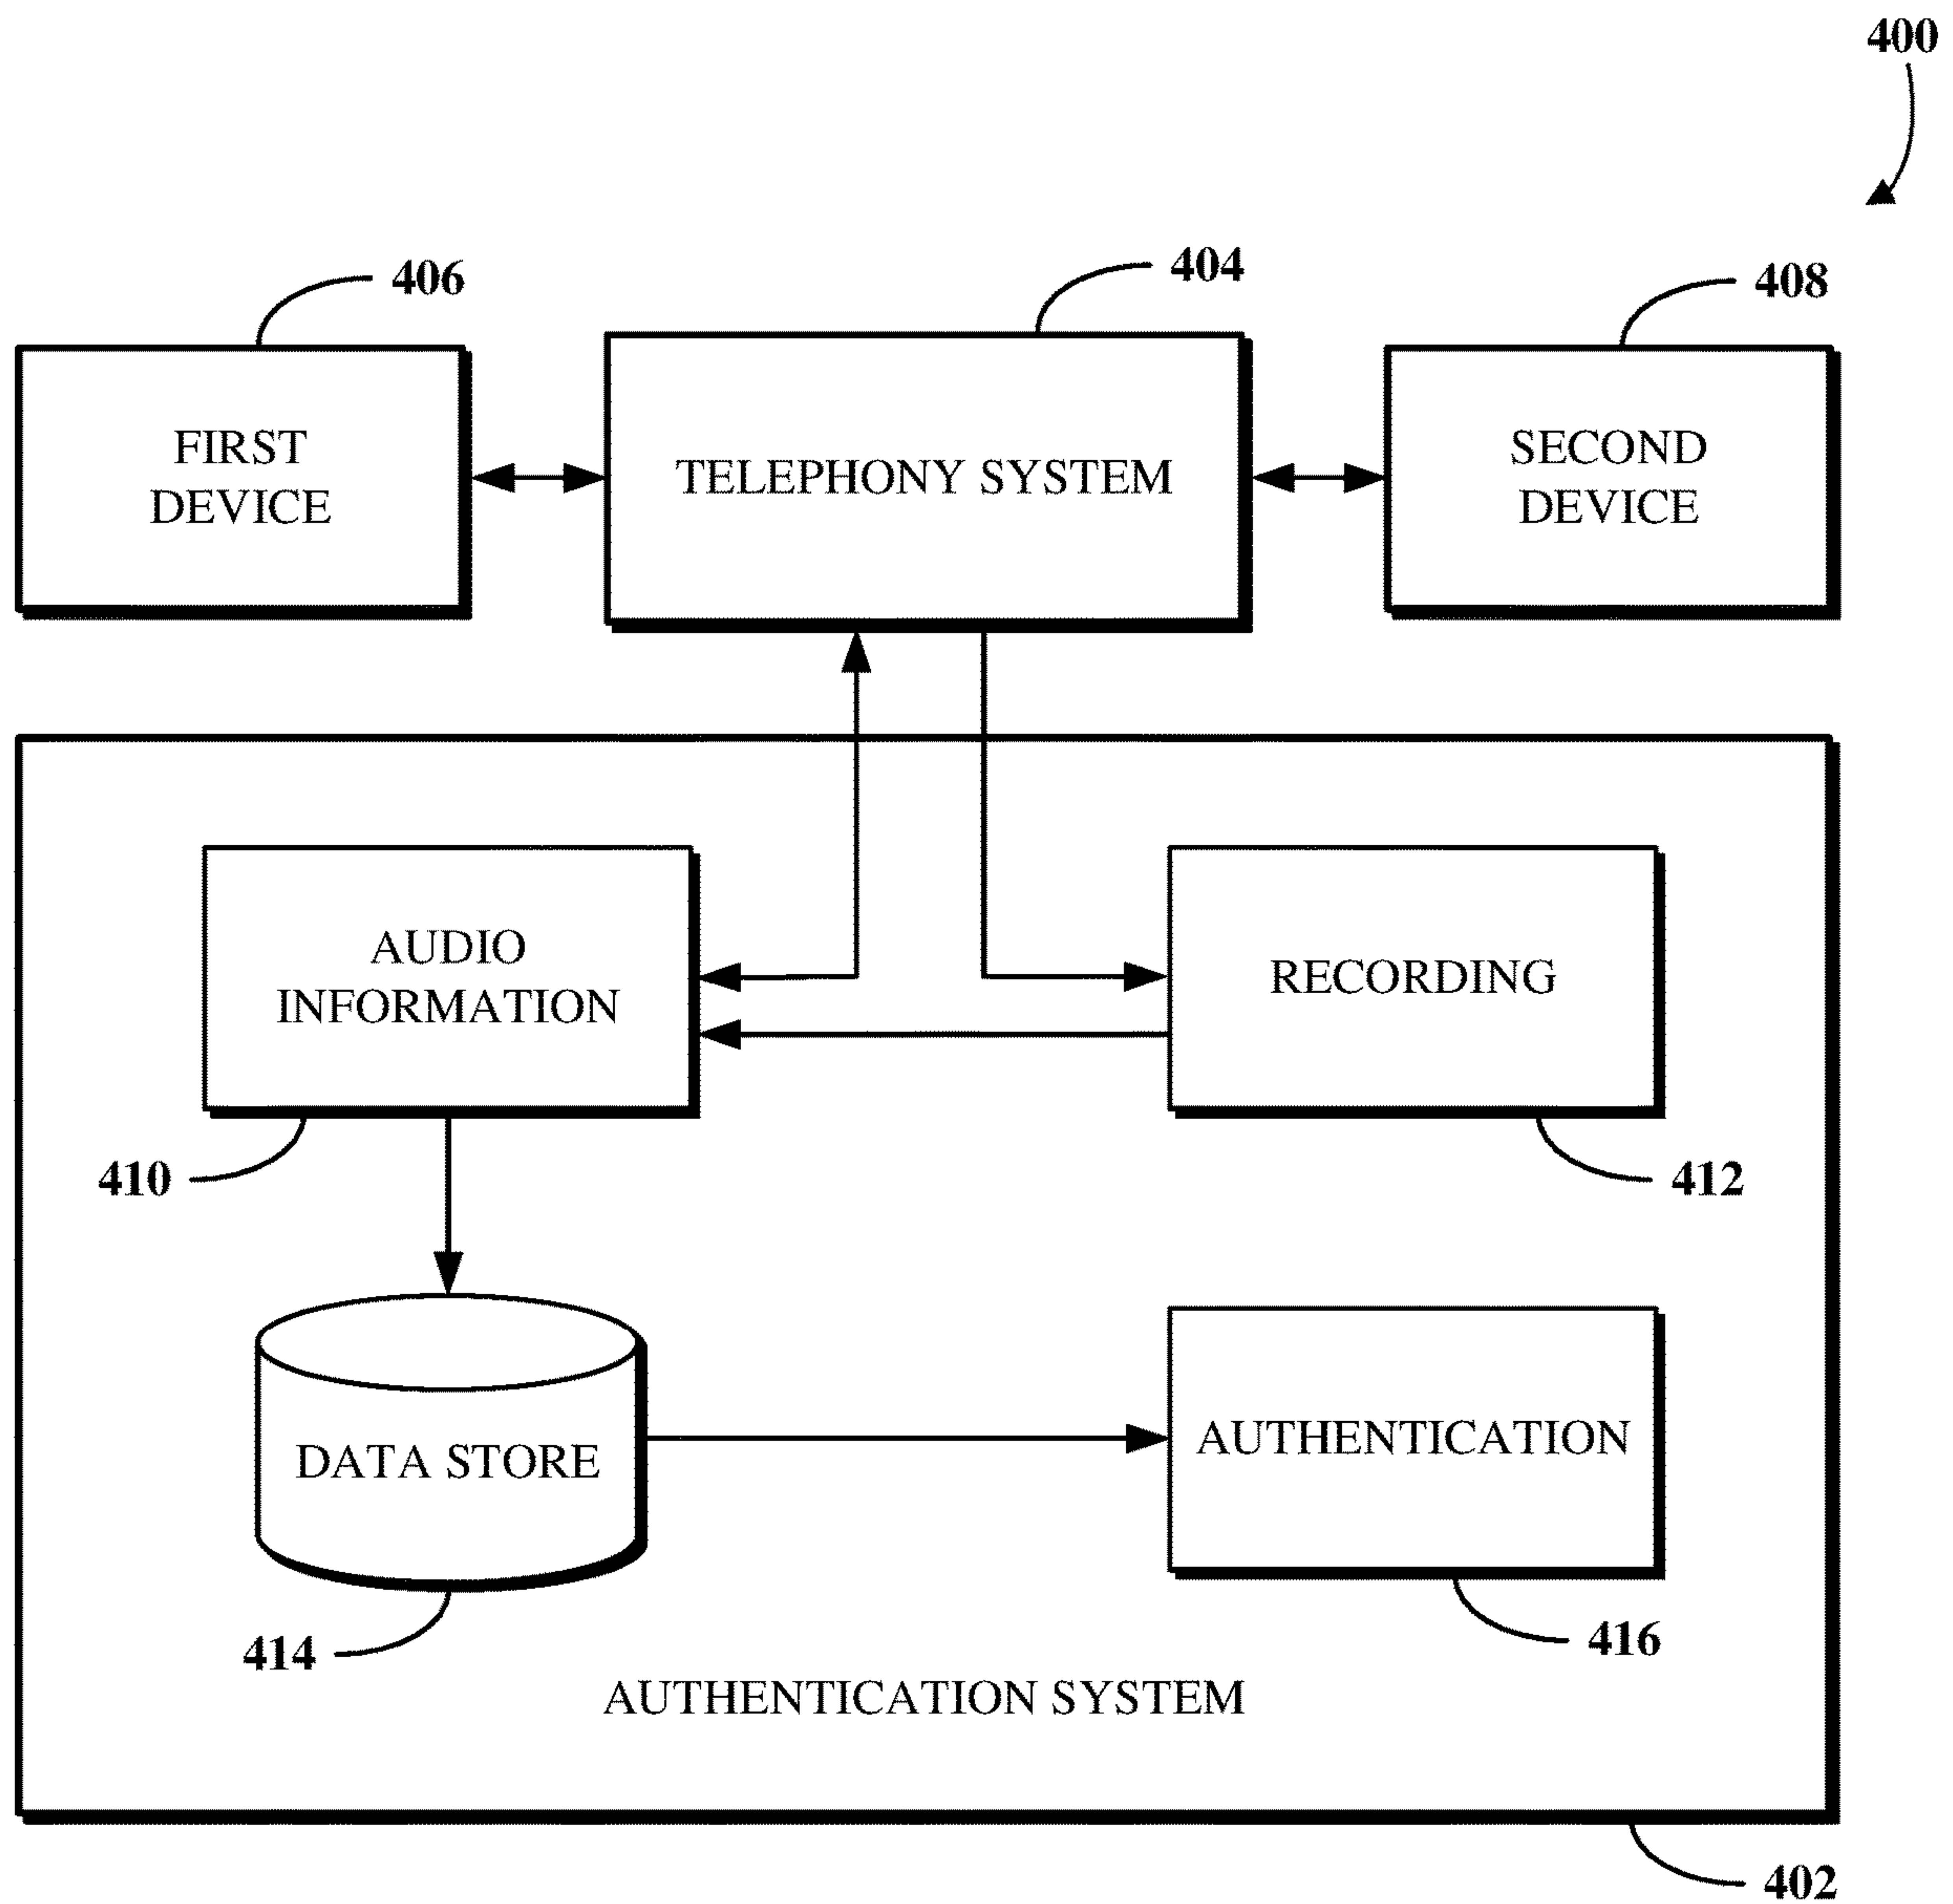 400
406
404
408
FIRST
DEVICE
TELEPHONY SYSTEM
SECOND
DEVICE
AUDIO
INFORMATION
RECORDING
410
412
DATA STORE
AUTHENTICATION
414
416
AUTHENTICATION SYSTEM
402